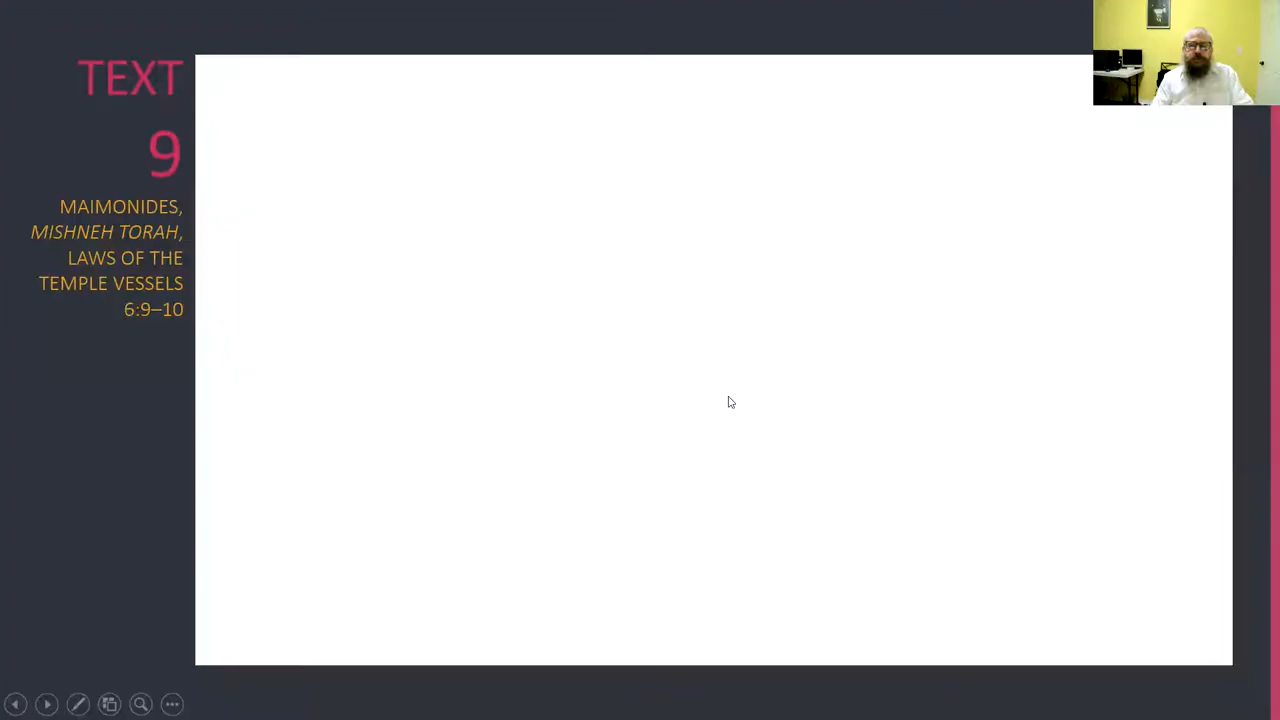 TEXT
9
MAIMONIDES,
MISHNEH TORAH,
LAWS OF THE
TEMPLE VESSELS
6:9–10